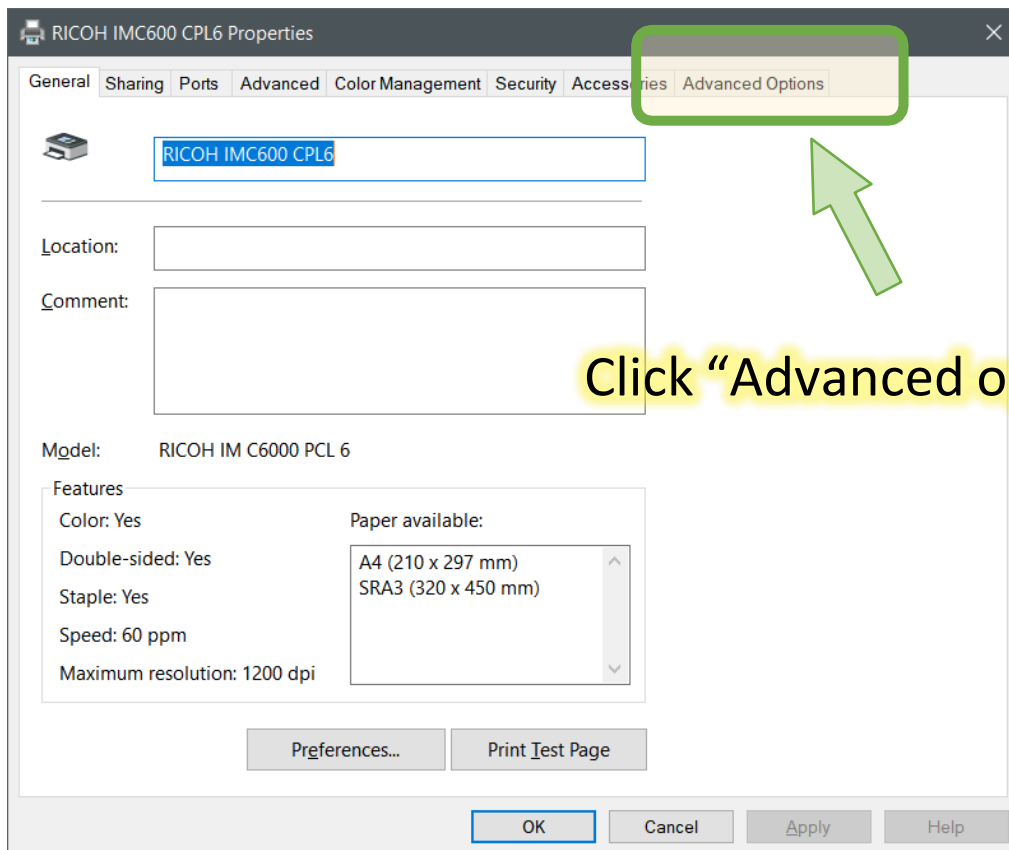 RICOH IMC600 CPL6 Properties
General Sharing Ports Advanced Color Management Security Accessories Advanced Options
RICOH IMC600 CPL6
Location:
Comment:
Click “Advanced o
Model: RICOH IM C6000 PCL 6
Features
Color: Yes
Double-sided: Yes
Staple: Yes
Speed: 60 ppm
Maximum resolution: 1200 dpi
Paper available:
A4 (210 x 297 mm)
SRA3 (320 x 450 mm)
Preferences... Print Test Page
OK Cancel Apply Help